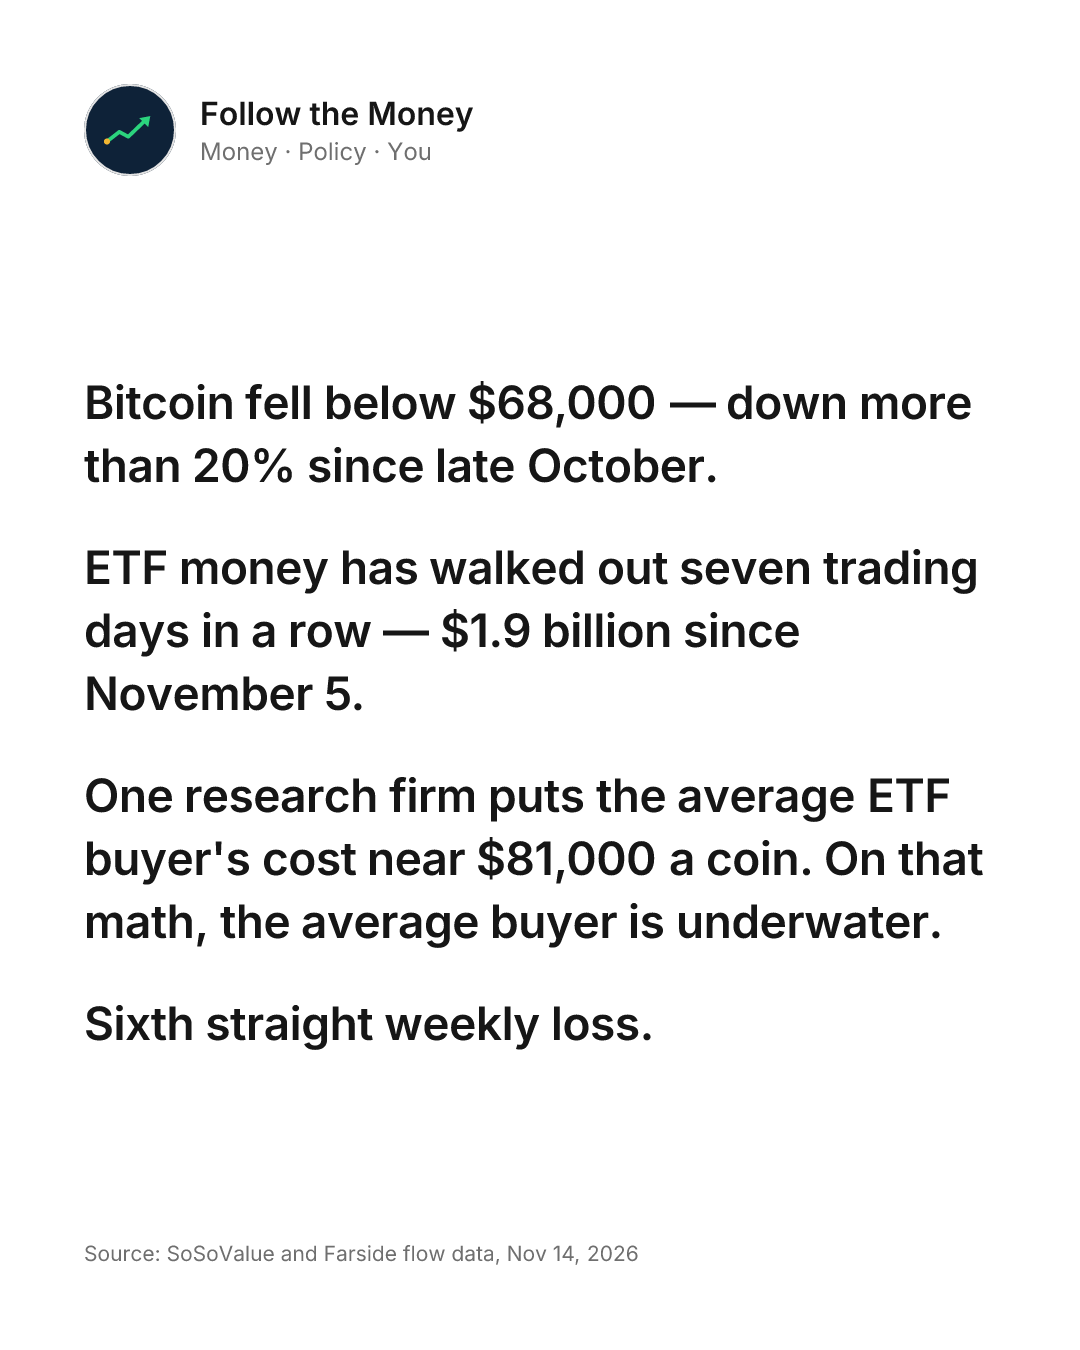 Follow the Money
Money · Policy · You
Bitcoin fell below $68,000 — down more
than 20% since late October.
ETF money has walked out seven trading
days in a row — $1.9 billion since
November 5.
One research firm puts the average ETF
buyer's cost near $81,000 a coin. On that
math, the average buyer is underwater.
Sixth straight weekly loss.
Source: SoSoValue and Farside flow data, Nov 14, 2026